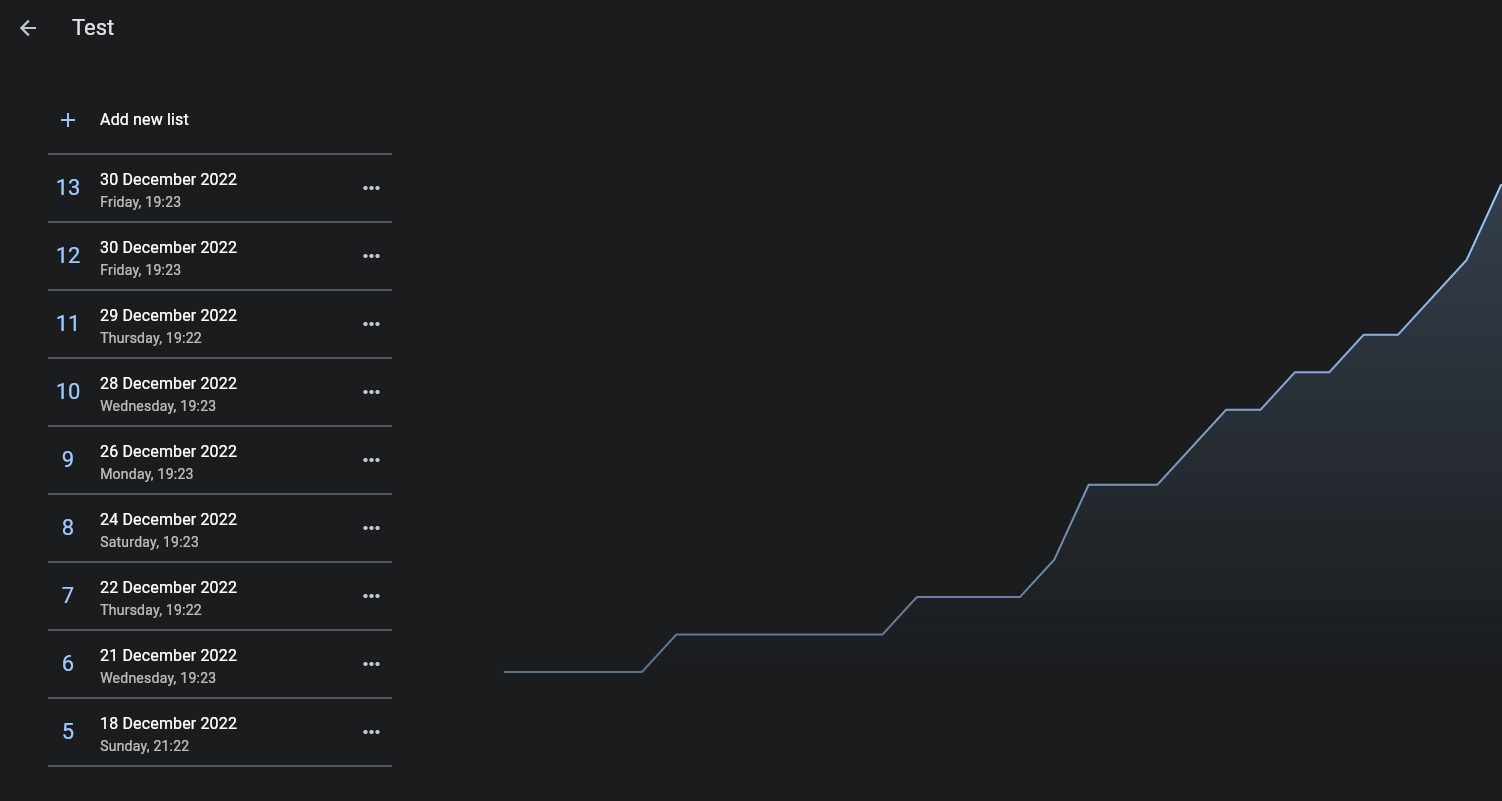 Test
Add new list
13
30 December 2022
Friday, 19:23
12
30 December 2022
Friday, 19:23
11
29 December 2022
Thursday, 19:22
10
28 December 2022
Wednesday, 19:23
9
26 December 2022
Monday, 19:23
8
24 December 2022
Saturday, 19:23
7
22 December 2022
Thursday, 19:22
6
21 December 2022
Wednesday, 19:23
5
18 December 2022
Sunday, 21:22